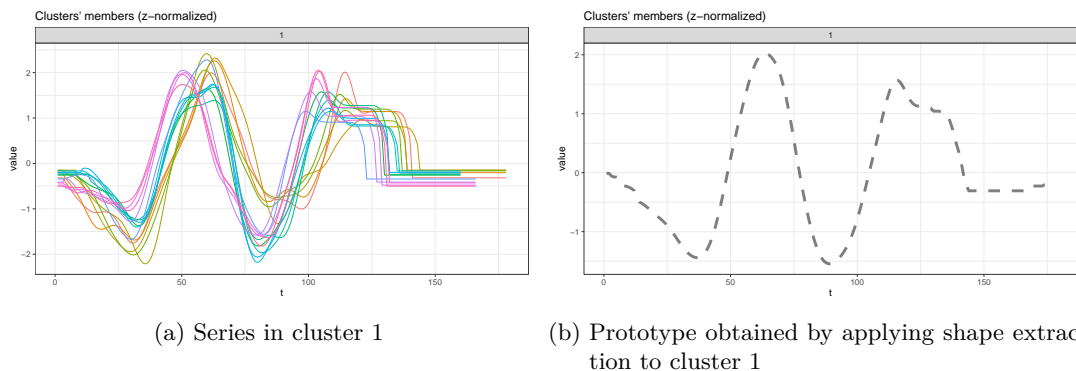 Clusters' members (z-normalized)
1
2
1
0
−1
−2
value
0
50
100
150
t
(a) Series in cluster 1
Clusters' members (z-normalized)
1
2
1
0
−1
value
0
50
100
150
t
(b) Prototype obtained by applying shape extrac-
tion to cluster 1